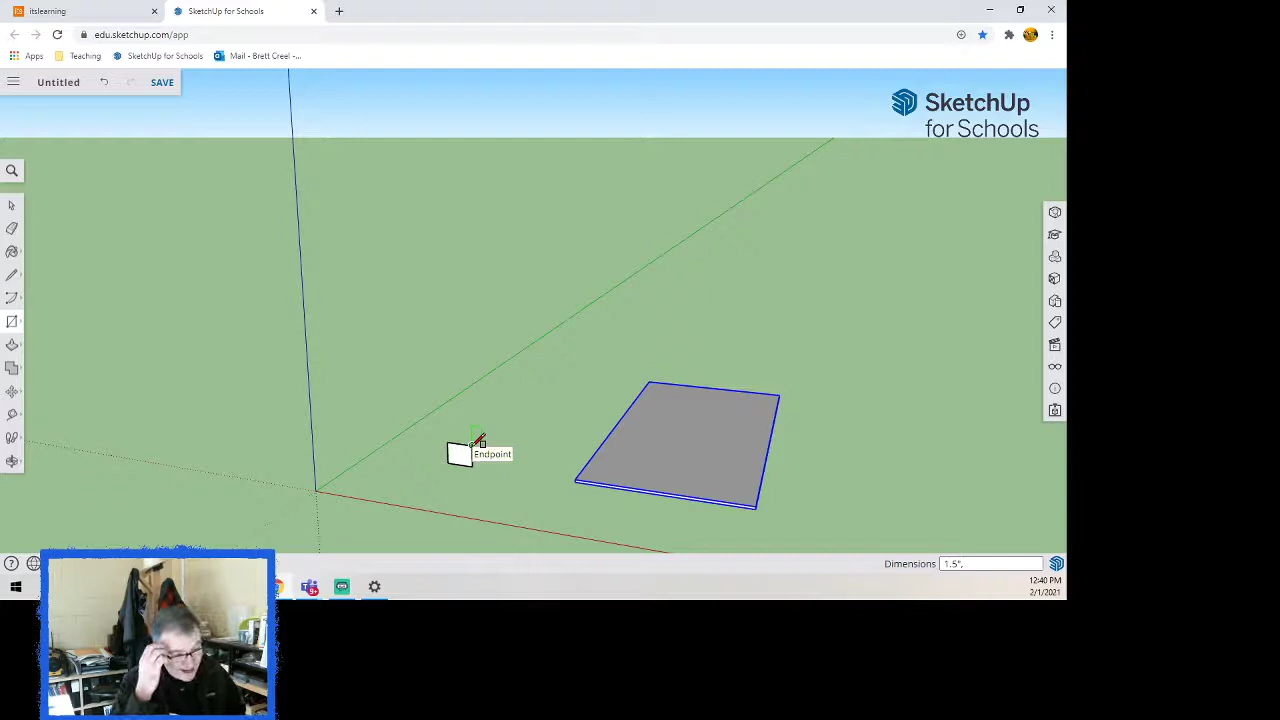 itslearning
SketchUp for Schools
edu.sketchup.com/app
Apps
Teaching
SketchUp for Schools
Mail - Brett Creel -...
Untitled
SAVE
SketchUp
for Schools
Endpoint
Dimensions
1.5",
9+
12:40 PM
2/1/2021